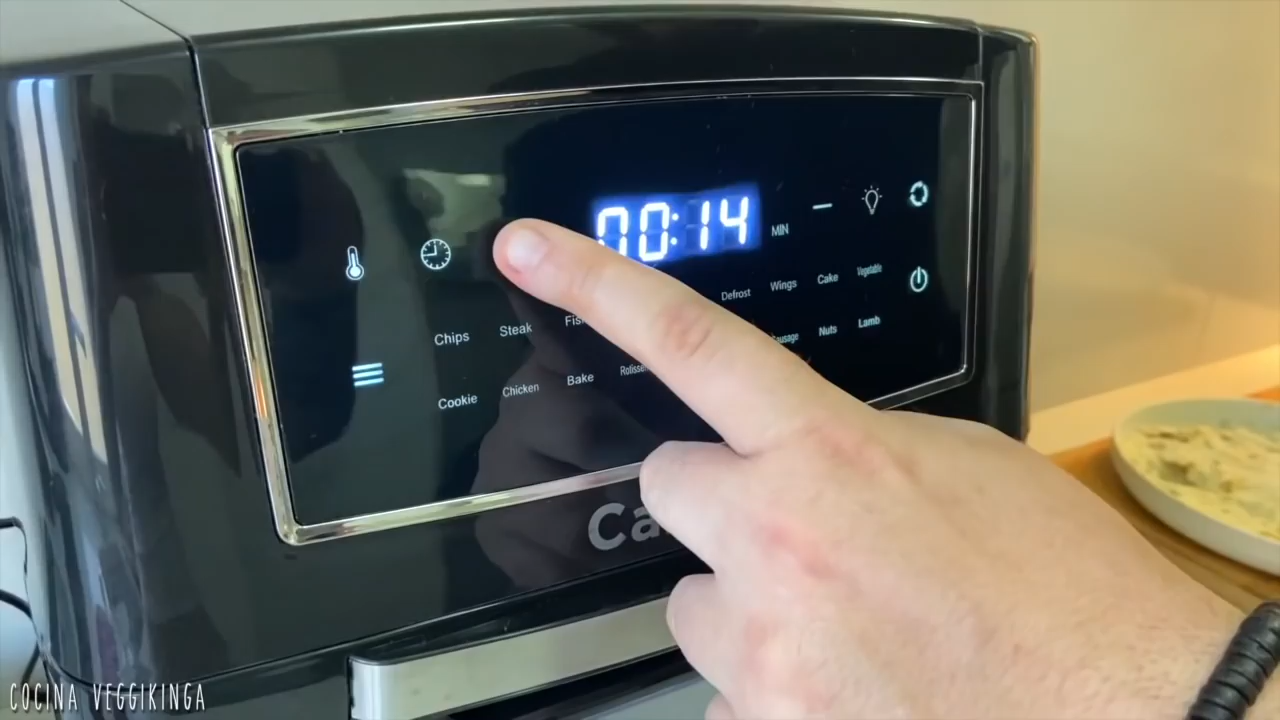 00:14 MIN
Defrost Wings Cake Vegetable
Chips Steak
Nuts Lamb
Cookie Chicken Bake
COCINA VEGGIKINGA